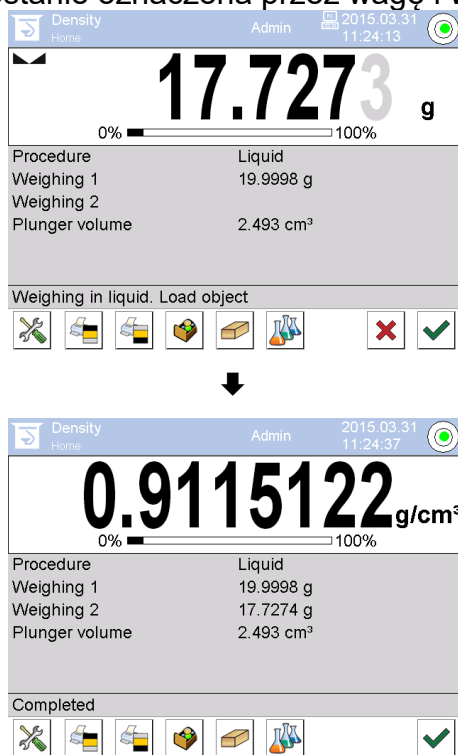 oznaczona przez wagę i
Density
Home
Admin
2015.03.31
11:24:13
17.7273 g
0% 100%
Procedure Liquid
Weighing 1 19.9998 g
Weighing 2
Plunger volume 2.493 cm³
Weighing in liquid. Load object
Density
Home
Admin
2015.03.31
11:24:37
0.9115122 g/cm³
0% 100%
Procedure Liquid
Weighing 1 19.9998 g
Weighing 2 17.7274 g
Plunger volume 2.493 cm³
Completed